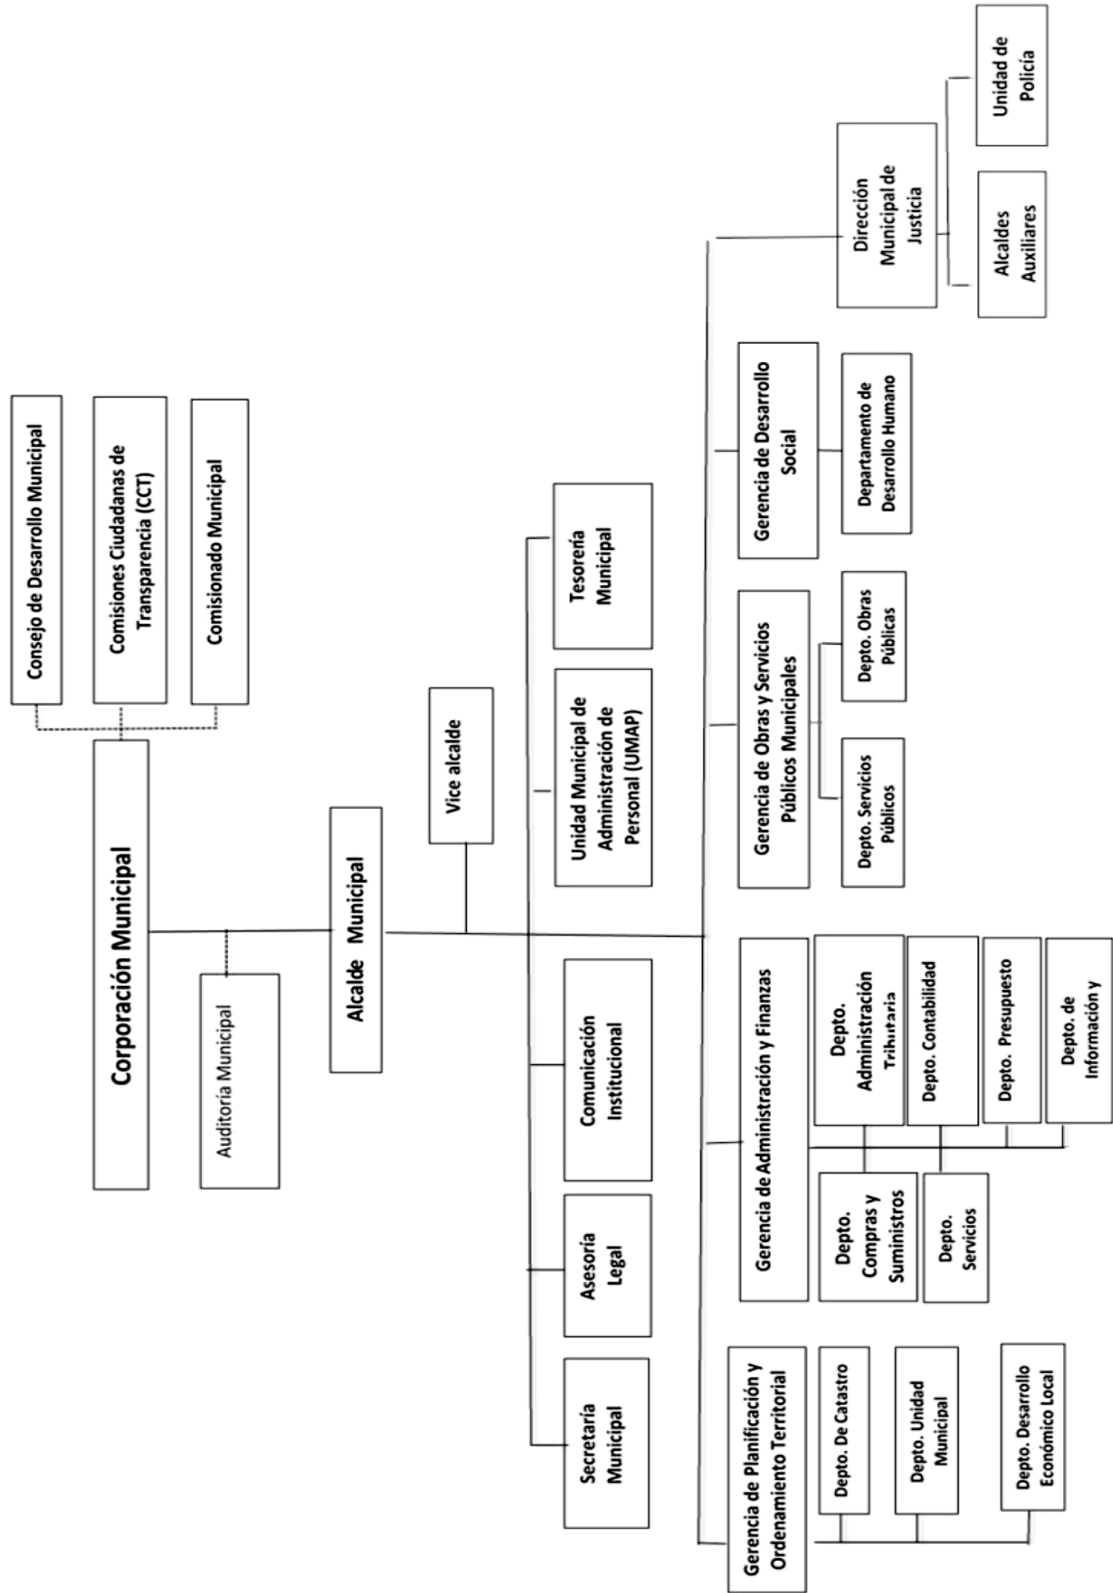 Consejo de Desarrollo Municipal
Comisiones Ciudadanas de
Transparencia (CCT)
Comisionado Municipal
Corporación Municipal
Auditoría Municipal
Alcalde Municipal
Vice alcalde
Secretaría
Municipal
Asesoría
Legal
Comunicación
Institucional
Unidad Municipal de
Administración de
Personal (UMAP)
Tesorería
Municipal
Gerencia de Planificación y
Ordenamiento Territorial
Depto. De Catastro
Depto. Unidad
Municipal
Depto. Desarrollo
Económico Local
Gerencia de Administración y Finanzas
Depto.
Compras y
Suministros
Depto.
Servicios
Depto.
Administración
Tributaria
Depto. Contabilidad
Depto. Presupuesto
Depto. de
Información y
Gerencia de Obras y Servicios
Públicos Municipales
Depto. Servicios
Públicos
Depto. Obras
Públicas
Gerencia de Desarrollo
Social
Departamento de
Desarrollo Humano
Dirección
Municipal de
Justicia
Alcaldes
Auxiliares
Unidad de
Policía